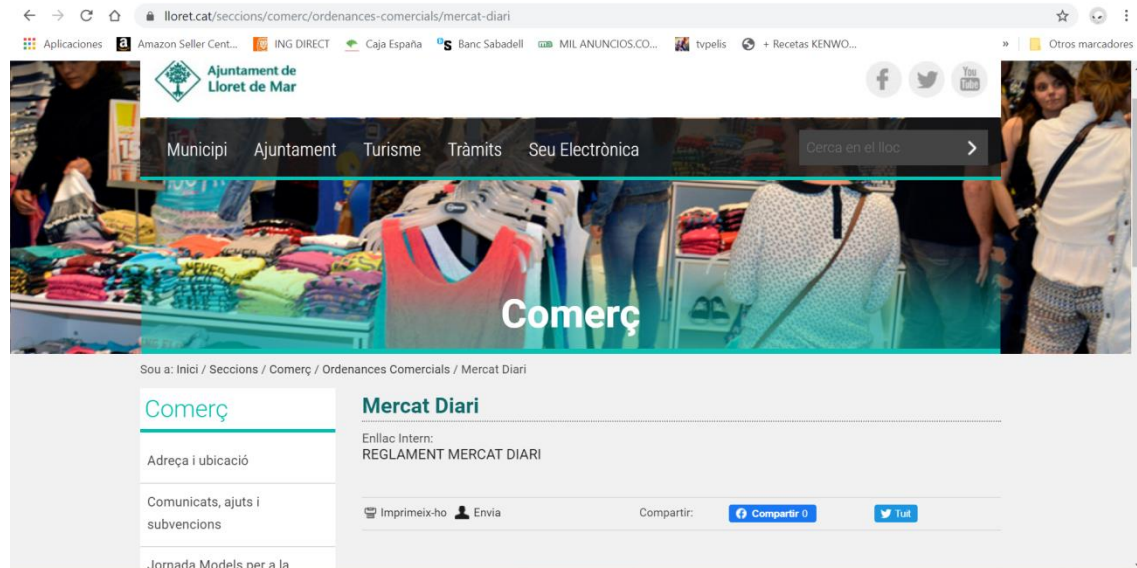 lloret.cat/seccions/comerc/ordenances-comercials/mercat-diari
Aplicaciones Amazon Seller Cent... ING DIRECT Caja España Banc Sabadell MIL ANUNCIOS.CO... tvpelis + Recetas KENWO... » Otros marcadores
Ajuntament de
Lloret de Mar
You
Tube
Municipi Ajuntament Turisme Tràmits Seu Electrònica Cerca en el lloc
Comerç
Sou a: Inici / Seccions / Comerç / Ordenances Comercials / Mercat Diari
Comerç
Adreça i ubicació
Comunicats, ajuts i
subvencions
Jornada Models per a la
Mercat Diari
Enllac Intern:
REGLAMENT MERCAT DIARI
Imprimeix-ho Envia Compartir: Compartir 0 Tuit